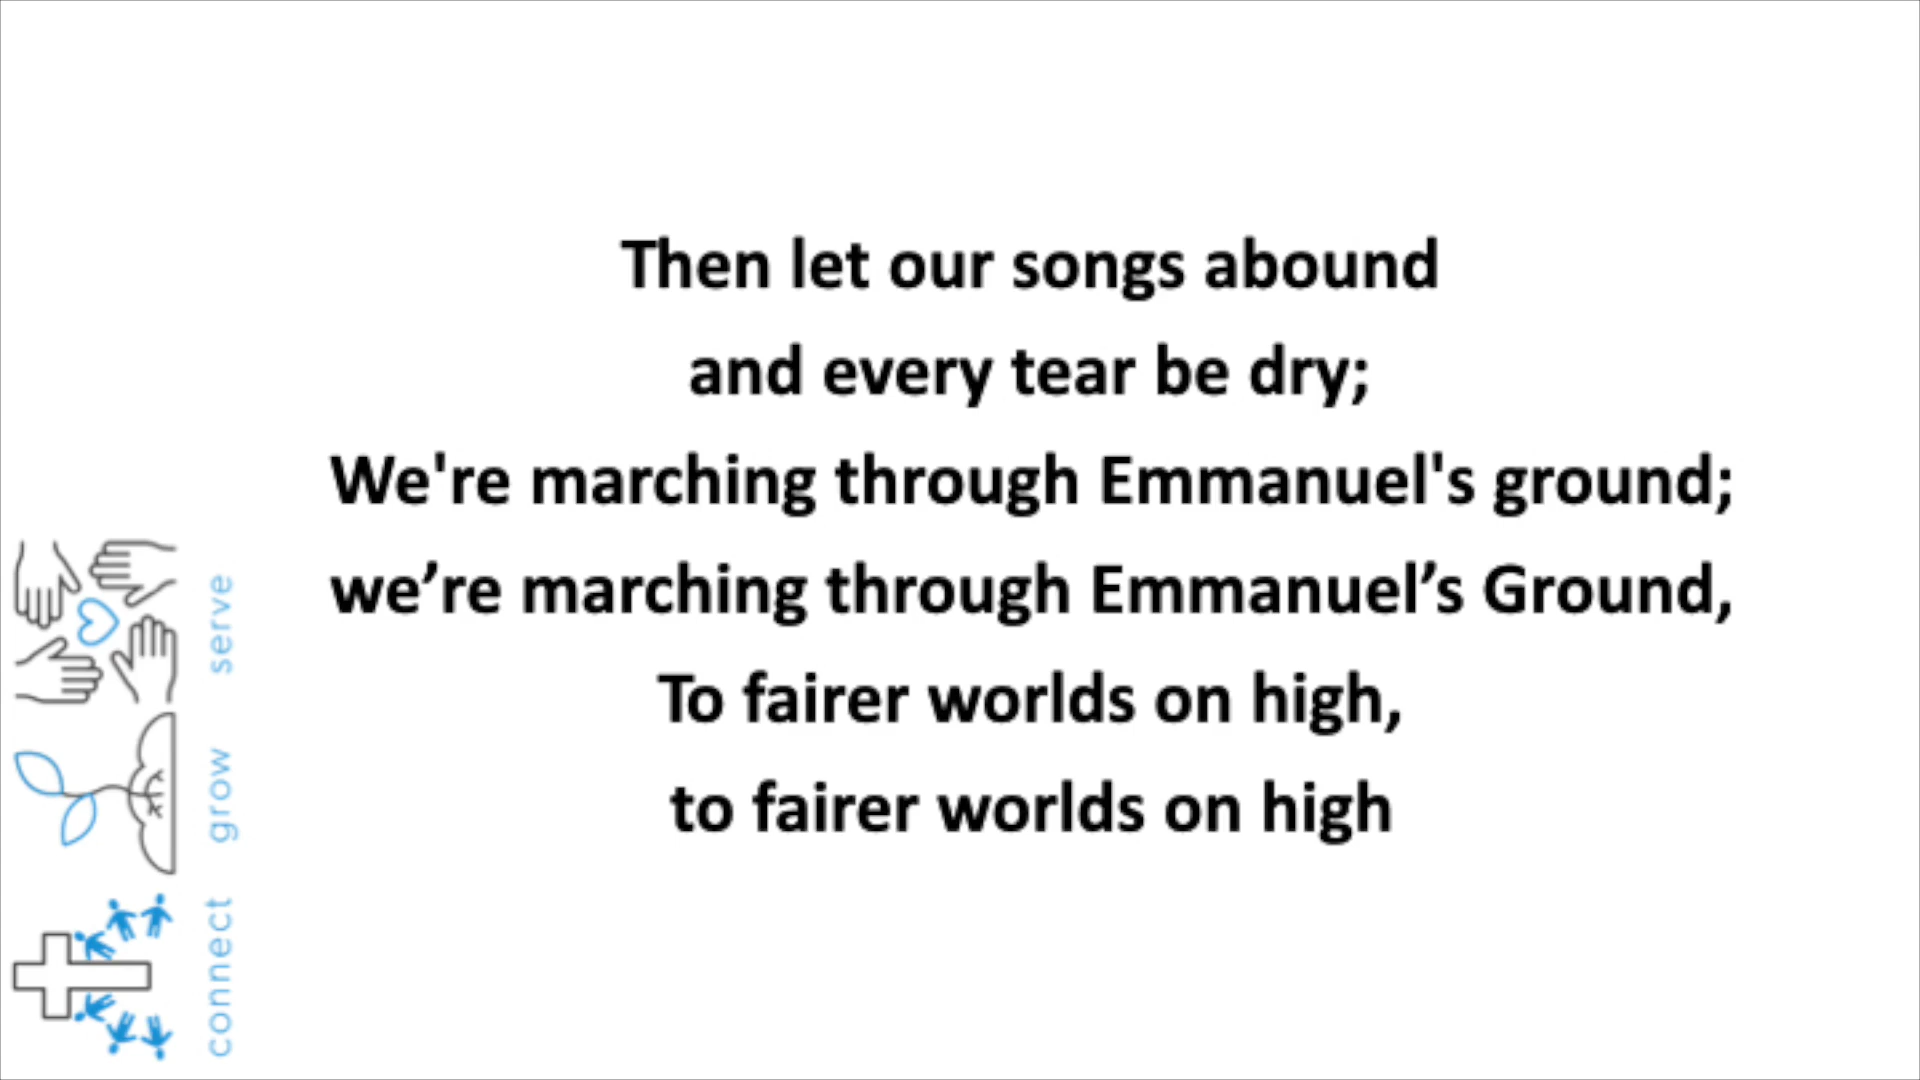 Then let our songs abound
and every tear be dry;
We're marching through Emmanuel's ground;
we’re marching through Emmanuel’s Ground,
To fairer worlds on high,
to fairer worlds on high
connect
grow
serve